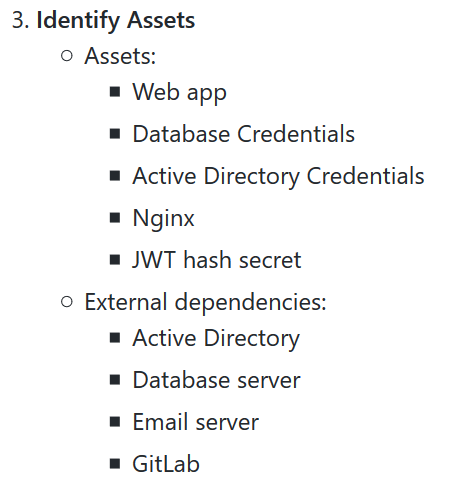 3. Identify Assets
Assets:
Web app
Database Credentials
Active Directory Credentials
Nginx
JWT hash secret
External dependencies:
Active Directory
Database server
Email server
GitLab